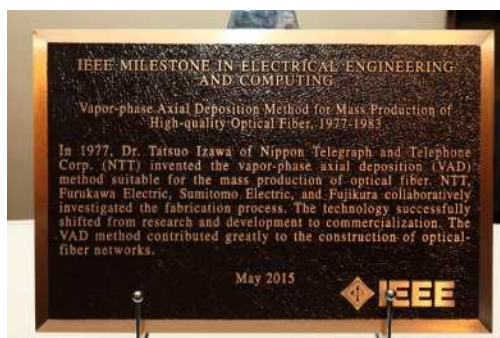 IEEE MILESTONE IN ELECTRICAL ENGINEERING
AND COMPUTING
Vapor-phase Axial Deposition Method for Mass Production of
High-quality Optical Fiber, 1977-1983
In 1977, Dr. Tatsuo Izawa of Nippon Telegraph and Telephone
Corp. (NTT) invented the vapor-phase axial deposition (VAD)
method suitable for the mass production of optical fiber. NTT,
Furukawa Electric, Sumitomo Electric, and Fujikura collaboratively
investigated the fabrication process. The technology successfully
shifted from research and development to commercialization. The
VAD method contributed greatly to the construction of optical-
fiber networks.
May 2015
IEEE